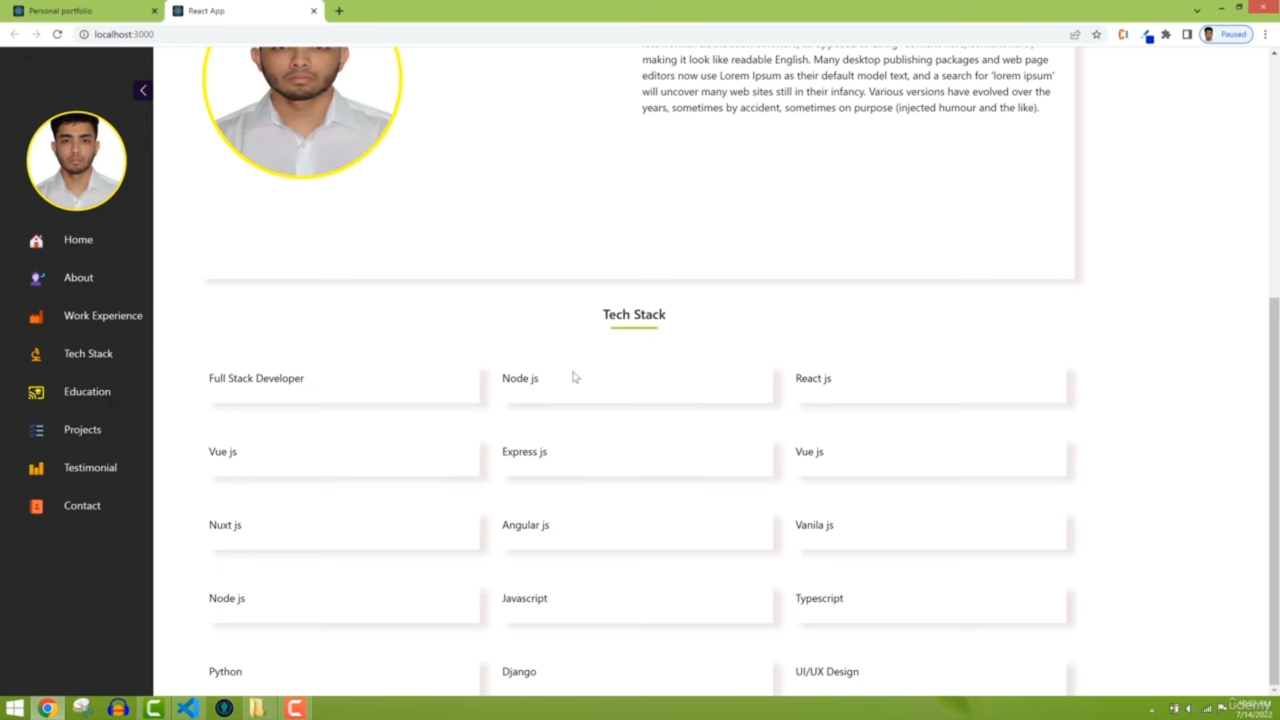 Personal portfolio
React App
localhost:3000
Paused
making it look like readable English. Many desktop publishing packages and web page
editors now use Lorem Ipsum as their default model text, and a search for 'lorem ipsum'
will uncover many web sites still in their infancy. Various versions have evolved over the
years, sometimes by accident, sometimes on purpose (injected humour and the like).
Home
About
Work Experience
Tech Stack
Education
Projects
Testimonial
Contact
Tech Stack
Full Stack Developer
Node js
React js
Vue js
Express js
Vue js
Nuxt js
Angular js
Vanila js
Node js
Javascript
Typescript
Python
Django
UI/UX Design
7/14/2022